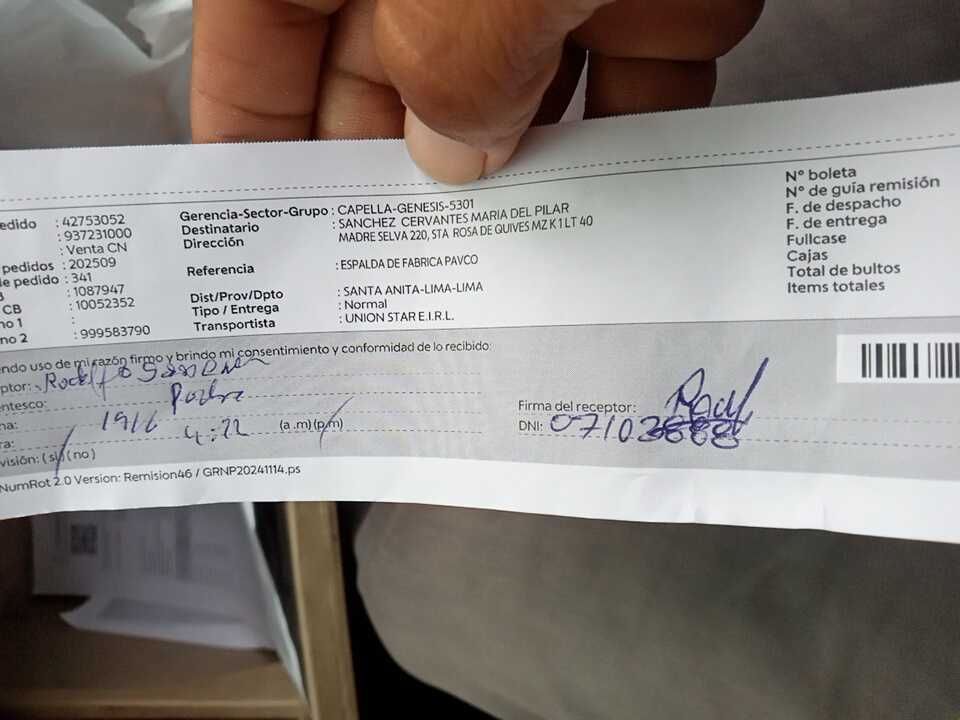 edido : 42753052
: 937231000
: Venta CN
pedidos : 202509
e pedido : 341
: 1087947
CB : 10052352
no 1 :
no 2 : 999583790
Gerencia-Sector-Grupo : CAPELLA-GENESIS-5301
Destinatario : SANCHEZ CERVANTES MARIA DEL PILAR
Dirección MADRE SELVA 220, STA ROSA DE QUIVES MZ K 1 LT 40
Referencia : ESPALDA DE FABRICA PAVCO
Dist/Prov/Dpto : SANTA ANITA-LIMA-LIMA
Tipo / Entrega : Normal
Transportista : UNION STAR E.I.R.L.
N° boleta
N° de guía remisión
F. de despacho
F. de entrega
Fullcase
Cajas
Total de bultos
Items totales
endo uso de mi razón firmo y brindo mi consentimiento y conformidad de lo recibido:
ptor:
entesco: Padre
na: 19/6
ra: 4:22 (a .m) (p/m)
visión: ( si ) ( no )
Firma del receptor:
DNI: 07103888
NumRot 2.0 Version: Remision46 / GRNP20241114.ps